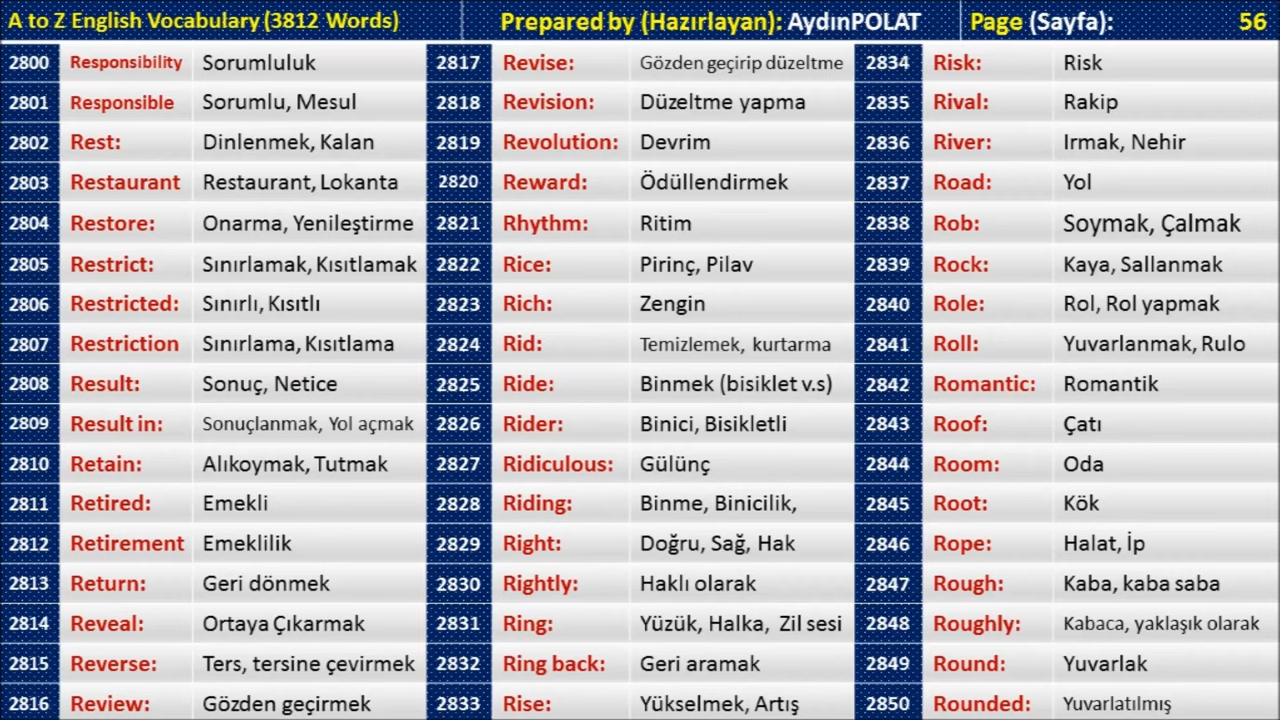 A to Z English Vocabulary (3812 Words) Prepared by (Hazırlayan): AydınPOLAT Page (Sayfa): 56
2800 Responsibility Sorumluluk
2801 Responsible Sorumlu, Mesul
2802 Rest: Dinlenmek, Kalan
2803 Restaurant Restaurant, Lokanta
2804 Restore: Onarma, Yenileştirme
2805 Restrict: Sınırlamak, Kısıtlamak
2806 Restricted: Sınırlı, Kısıtlı
2807 Restriction Sınırlama, Kısıtlama
2808 Result: Sonuç, Netice
2809 Result in: Sonuçlanmak, Yol açmak
2810 Retain: Alıkoymak, Tutmak
2811 Retired: Emekli
2812 Retirement Emeklilik
2813 Return: Geri dönmek
2814 Reveal: Ortaya Çıkarmak
2815 Reverse: Ters, tersine çevirmek
2816 Review: Gözden geçirmek
2817 Revise: Gözden geçirip düzeltme
2818 Revision: Düzeltme yapma
2819 Revolution: Devrim
2820 Reward: Ödüllendirmek
2821 Rhythm: Ritim
2822 Rice: Pirinç, Pilav
2823 Rich: Zengin
2824 Rid: Temizlemek, kurtarma
2825 Ride: Binmek (bisiklet v.s)
2826 Rider: Binici, Bisikletli
2827 Ridiculous: Gülünç
2828 Riding: Binme, Binicilik,
2829 Right: Doğru, Sağ, Hak
2830 Rightly: Haklı olarak
2831 Ring: Yüzük, Halka, Zil sesi
2832 Ring back: Geri aramak
2833 Rise: Yükselmek, Artış
2834 Risk: Risk
2835 Rival: Rakip
2836 River: Irmak, Nehir
2837 Road: Yol
2838 Rob: Soymak, Çalmak
2839 Rock: Kaya, Sallanmak
2840 Role: Rol, Rol yapmak
2841 Roll: Yuvarlanmak, Rulo
2842 Romantic: Romantik
2843 Roof: Çatı
2844 Room: Oda
2845 Root: Kök
2846 Rope: Halat, İp
2847 Rough: Kaba, kaba saba
2848 Roughly: Kabaca, yaklaşık olarak
2849 Round: Yuvarlak
2850 Rounded: Yuvarlatılmış